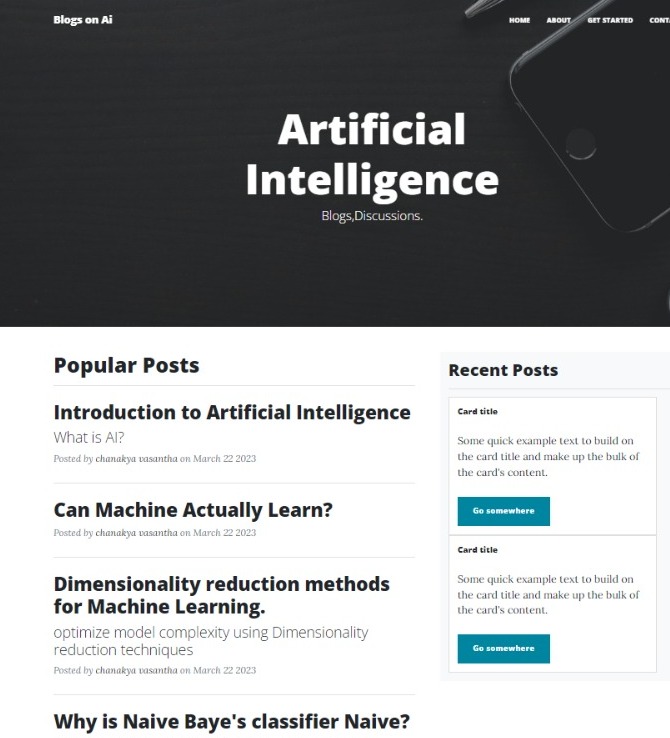 Blogs on Ai
HOME ABOUT GET STARTED
Artificial
Intelligence
Blogs,Discussions.
Popular Posts
Introduction to Artificial Intelligence
What is AI?
Posted by chanakya vasantha on March 22 2023
Can Machine Actually Learn?
Posted by chanakya vasantha on March 22 2023
Dimensionality reduction methods
for Machine Learning.
optimize model complexity using Dimensionality
reduction techniques
Posted by chanakya vasantha on March 22 2023
Why is Naive Baye's classifier Naive?
Recent Posts
Card title
Some quick example text to build on
the card title and make up the bulk of
the card's content.
Go somewhere
Card title
Some quick example text to build on
the card title and make up the bulk of
the card's content.
Go somewhere